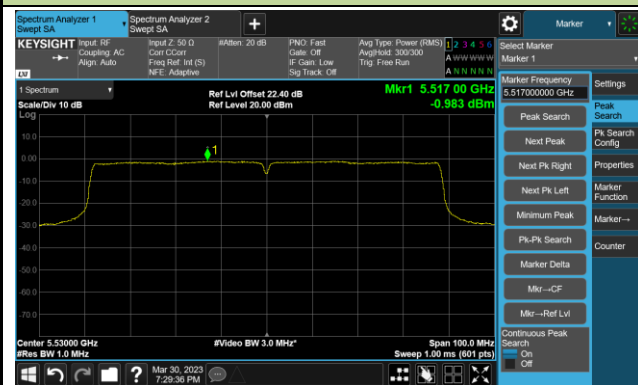 Spectrum Analyzer 1
Swept SA
Spectrum Analyzer 2
Swept SA
+
Marker
KEYSIGHT
Input: RF
Coupling: AC
Align: Auto
Input Z: 50 Ω
Corr CCorr
Freq Ref: Int (S)
NFE: Adaptive
#Atten: 20 dB
PNO: Fast
Gate: Off
IF Gain: Low
Sig Track: Off
Avg Type: Power (RMS)
Avg|Hold: 300/300
Trig: Free Run
1 2 3 4 5 6
A W W W W W
A N N N N N
LXI
Select Marker
Marker 1
1 Spectrum
Scale/Div 10 dB
Log
Ref Lvl Offset 22.40 dB
Ref Level 20.00 dBm
Mkr1 5.517 00 GHz
-0.983 dBm
10.0
0.00
-10.0
-20.0
-30.0
-40.0
-50.0
-60.0
-70.0
1
Center 5.53000 GHz
#Res BW 1.0 MHz
#Video BW 3.0 MHz*
Span 100.0 MHz
Sweep 1.00 ms (601 pts)
Marker Frequency
5.517000000 GHz
Peak Search
Next Peak
Next Pk Right
Next Pk Left
Minimum Peak
Pk-Pk Search
Marker Delta
Mkr→CF
Mkr→Ref Lvl
Continuous Peak
Search
On
Off
Settings
Peak
Search
Pk Search
Config
Properties
Marker
Function
Marker→
Counter
?
Mar 30, 2023
7:29:36 PM